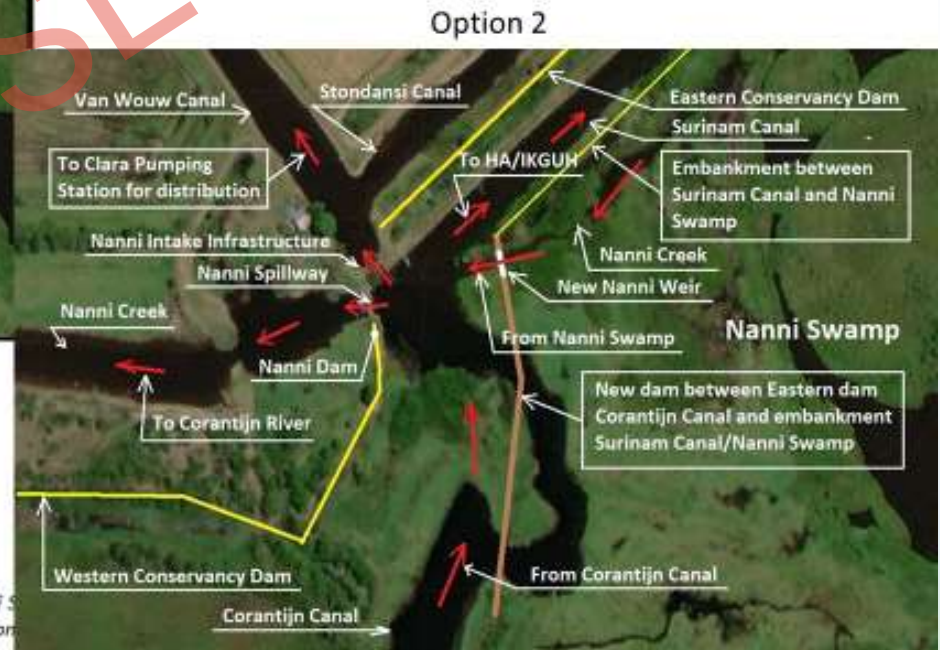 Option 2
Van Wouw Canal
Stondansi Canal
Eastern Conservancy Dam
Surinam Canal
To Clara Pumping
Station for distribution
To HA/IKGUH
Embankment between
Surinam Canal and Nanni
Swamp
Nanni Intake Infrastructure
Nanni Creek
Nanni Spillway
New Nanni Weir
Nanni Creek
From Nanni Swamp
Nanni Swamp
Nanni Dam
New dam between Eastern dam
Corantijn Canal and embankment
Surinam Canal/Nanni Swamp
To Corantijn River
Western Conservancy Dam
From Corantijn Canal
Corantijn Canal